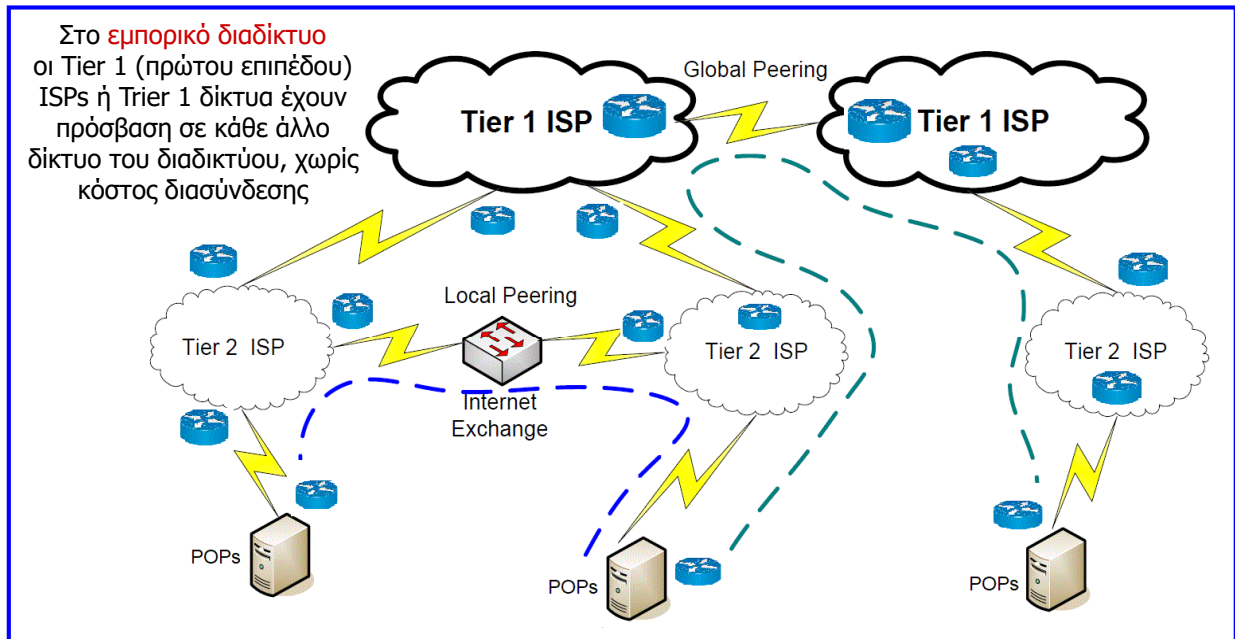 Στο εμπορικό διαδίκτυο
οι Tier 1 (πρώτου επιπέδου)
ISPs ή Trier 1 δίκτυα έχουν
πρόσβαση σε κάθε άλλο
δίκτυο του διαδικτύου, χωρίς
κόστος διασύνδεσης
Global Peering
Tier 1 ISP
Tier 1 ISP
Local Peering
Tier 2 ISP
Tier 2 ISP
Tier 2 ISP
Internet
Exchange
POPs
POPs
POPs